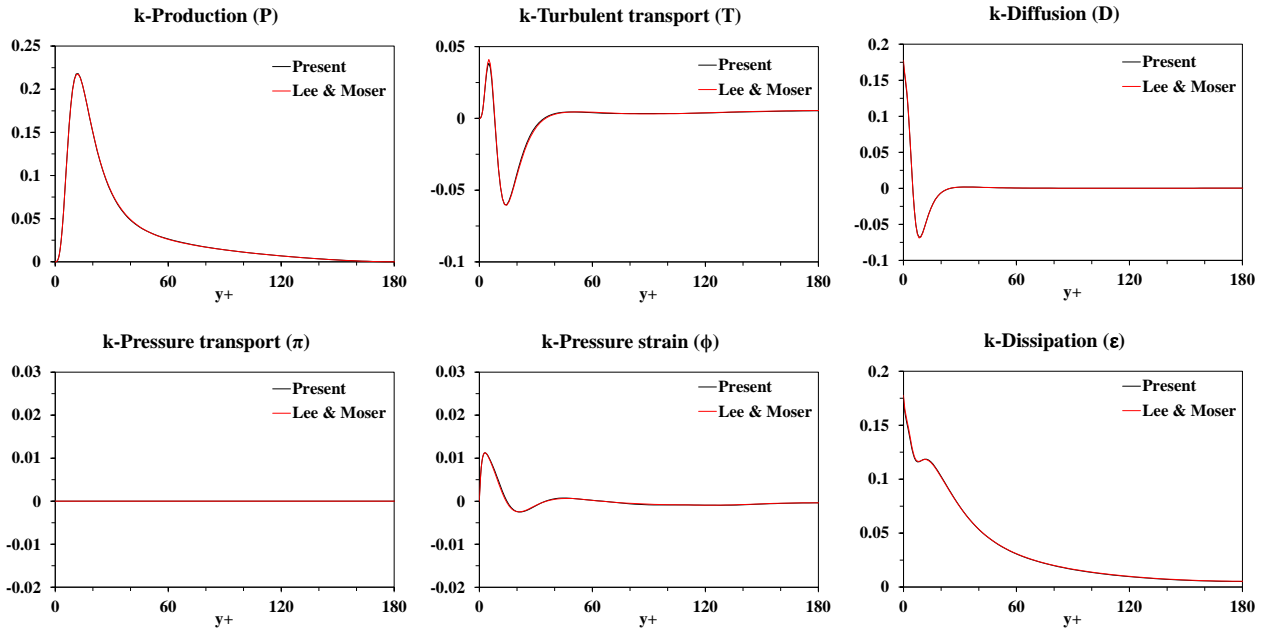 k-Production (P)
0.25
0.2
0.15
0.1
0.05
0
0
60
120
180
y+
Present
Lee & Moser
k-Turbulent transport (T)
0.05
0
-0.05
-0.1
0
60
120
180
y+
Present
Lee & Moser
k-Diffusion (D)
0.2
0.15
0.1
0.05
0
-0.05
-0.1
0
60
120
180
y+
Present
Lee & Moser
k-Pressure transport (π)
0.03
0.02
0.01
0
-0.01
-0.02
0
60
120
180
y+
Present
Lee & Moser
k-Pressure strain (ϕ)
0.03
0.02
0.01
0
-0.01
-0.02
0
60
120
180
y+
Present
Lee & Moser
k-Dissipation (ε)
0.2
0.15
0.1
0.05
0
0
60
120
180
y+
Present
Lee & Moser